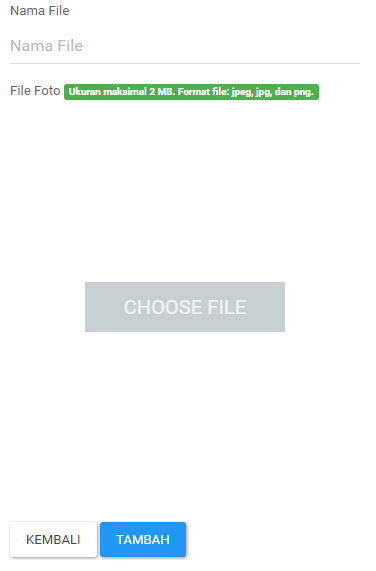 Nama File
Nama File
File Foto Ukuran maksimal 2 MB. Format file: jpeg, jpg, dan png.
CHOOSE FILE
KEMBALI TAMBAH